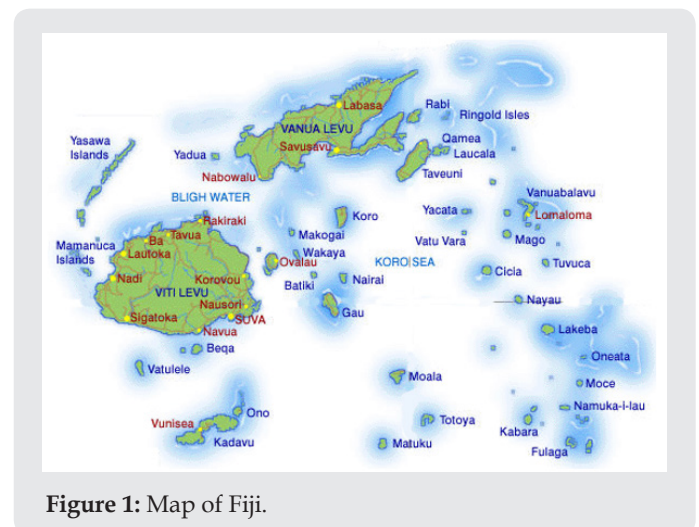 Labasa
Rabi
Ringold Isles
VANUA LEVU
Yasawa
Islands
Yadua
Savusavu
Qamea
Laucala
Nabowalu
Taveuni
BLIGH WATER
Vanuabalavu
Koro
Yacata
Lomaloma
Rakiraki
Makogai
Vatu Vara
Mago
Ba
Tavua
Mamanuca
Islands
Lautoka
Wakaya
Ovalau
KORO SEA
Tuvuca
Cicia
Nadi
Korovou
Batiki
Nairai
VITI LEVU
Nausori
Nayau
Gau
Sigatoka
SUVA
Navua
Lakeba
Beqa
Oneata
Vatulele
Moala
Moce
Ono
Namuka-i-lau
Vunisea
Totoya
Kabara
Kadavu
Matuku
Fulaga
Figure 1: Map of Fiji.